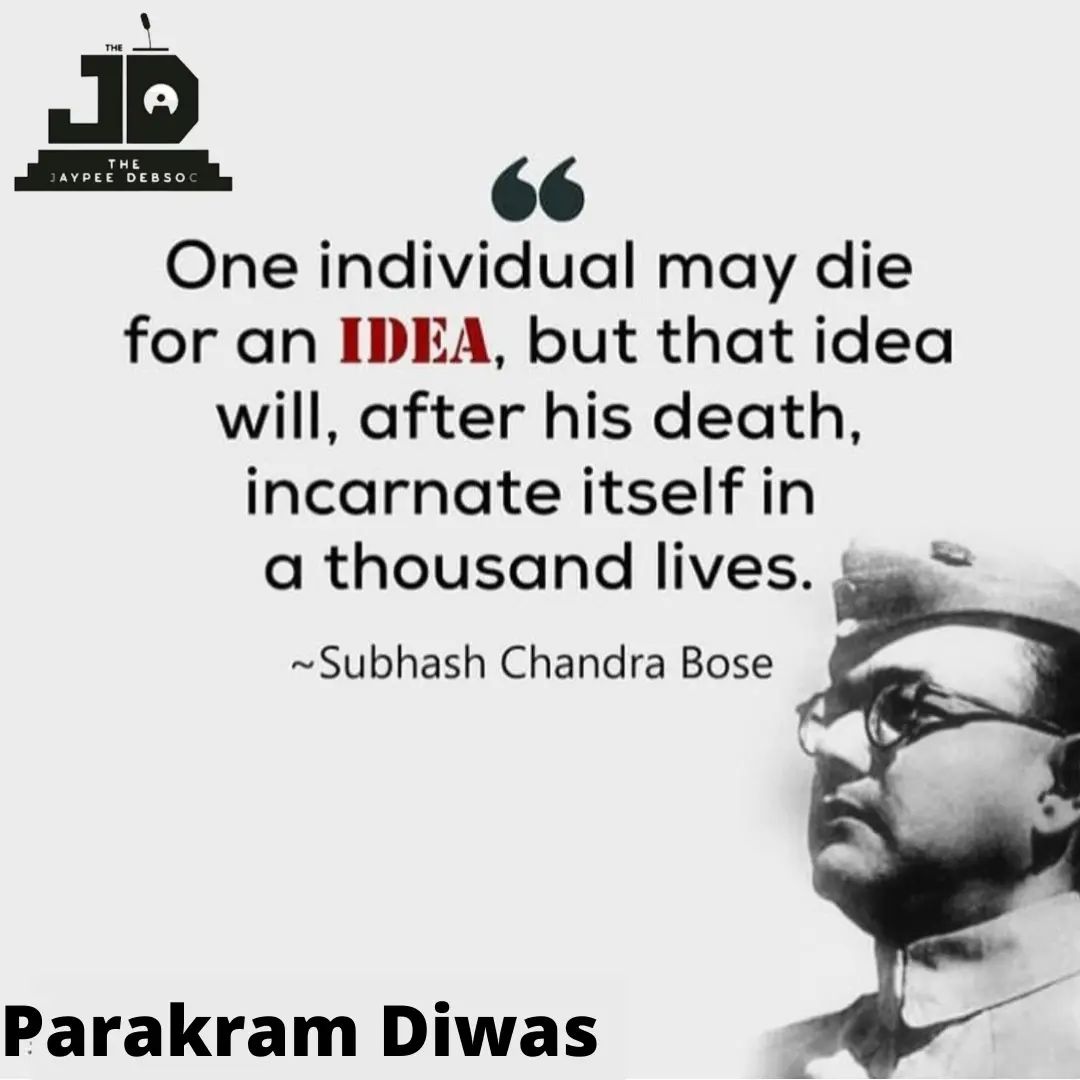 THE
JD
THE
JAYPEE DEBSOC
“
One individual may die
for an IDEA, but that idea
will, after his death,
incarnate itself in
a thousand lives.
~Subhash Chandra Bose
Parakram Diwas